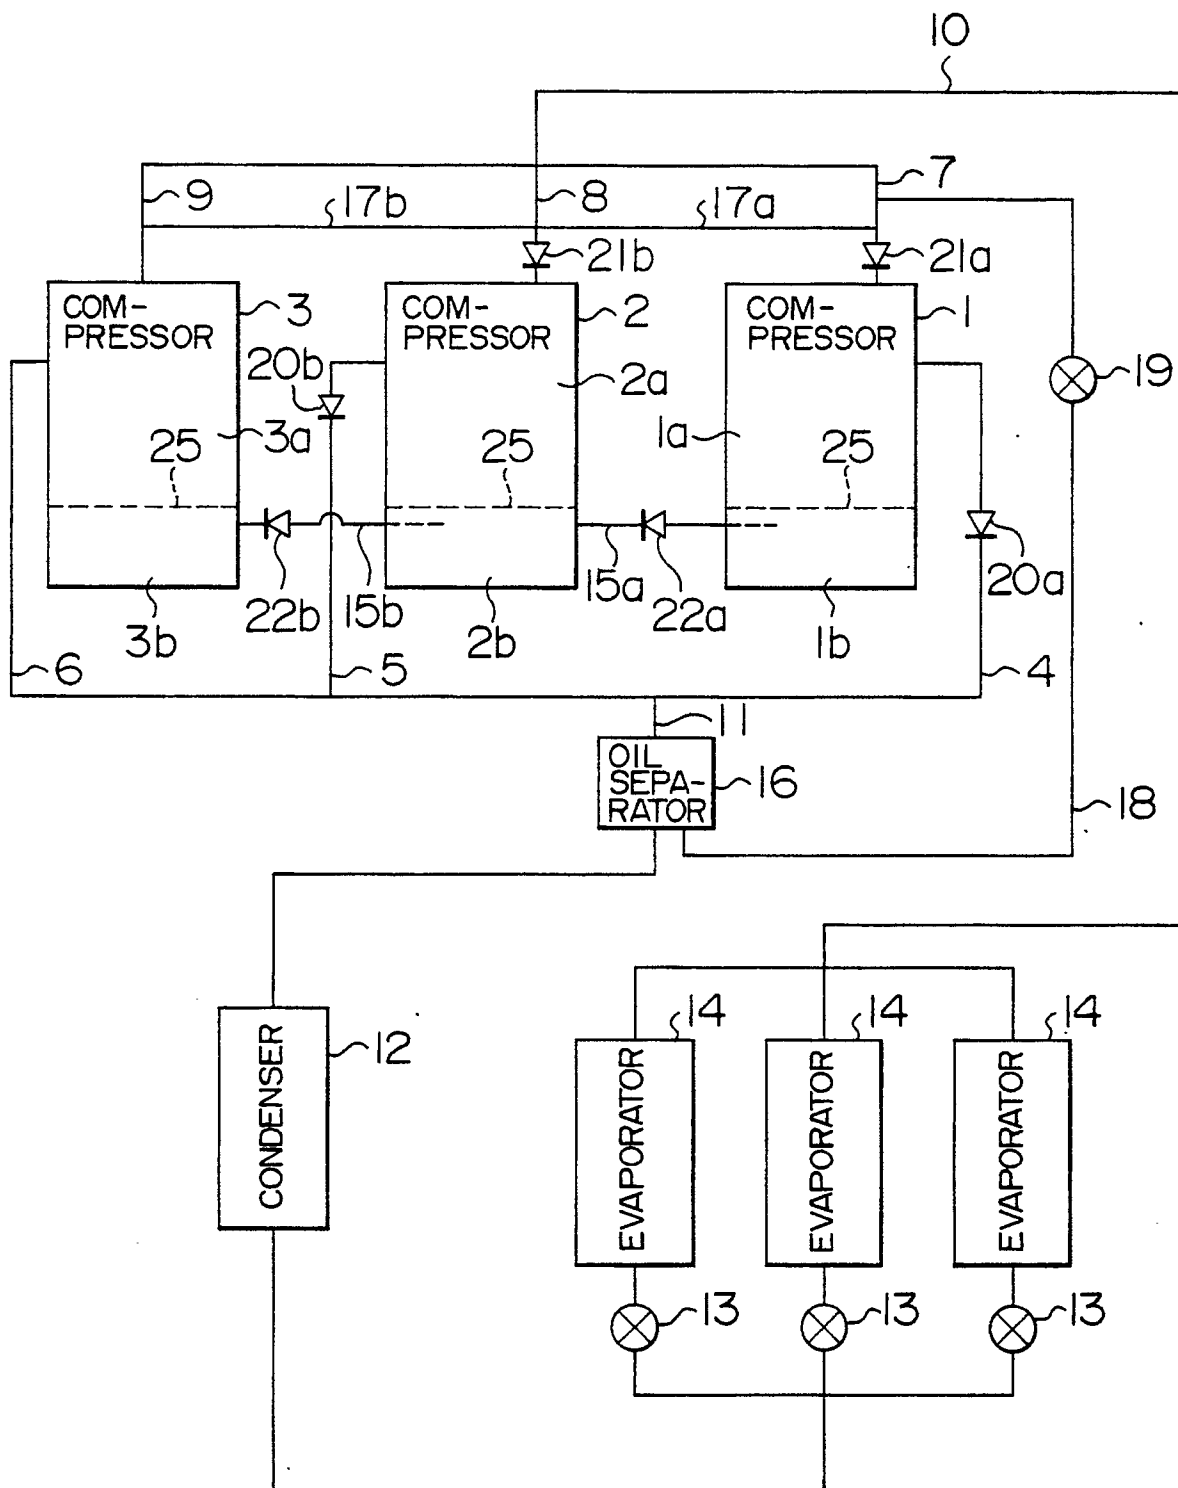 10
9
17b
8
17a
7
21b
21a
COM-
PRESSOR
3
COM-
PRESSOR
2
COM-
PRESSOR
1
20b
2a
19
3a
1a
25
25
25
22b
15b
15a
22a
20a
3b
2b
1b
6
5
4
11
OIL
SEPA-
RATOR
16
18
14
14
14
CONDENSER
12
EVAPORATOR
EVAPORATOR
EVAPORATOR
13
13
13